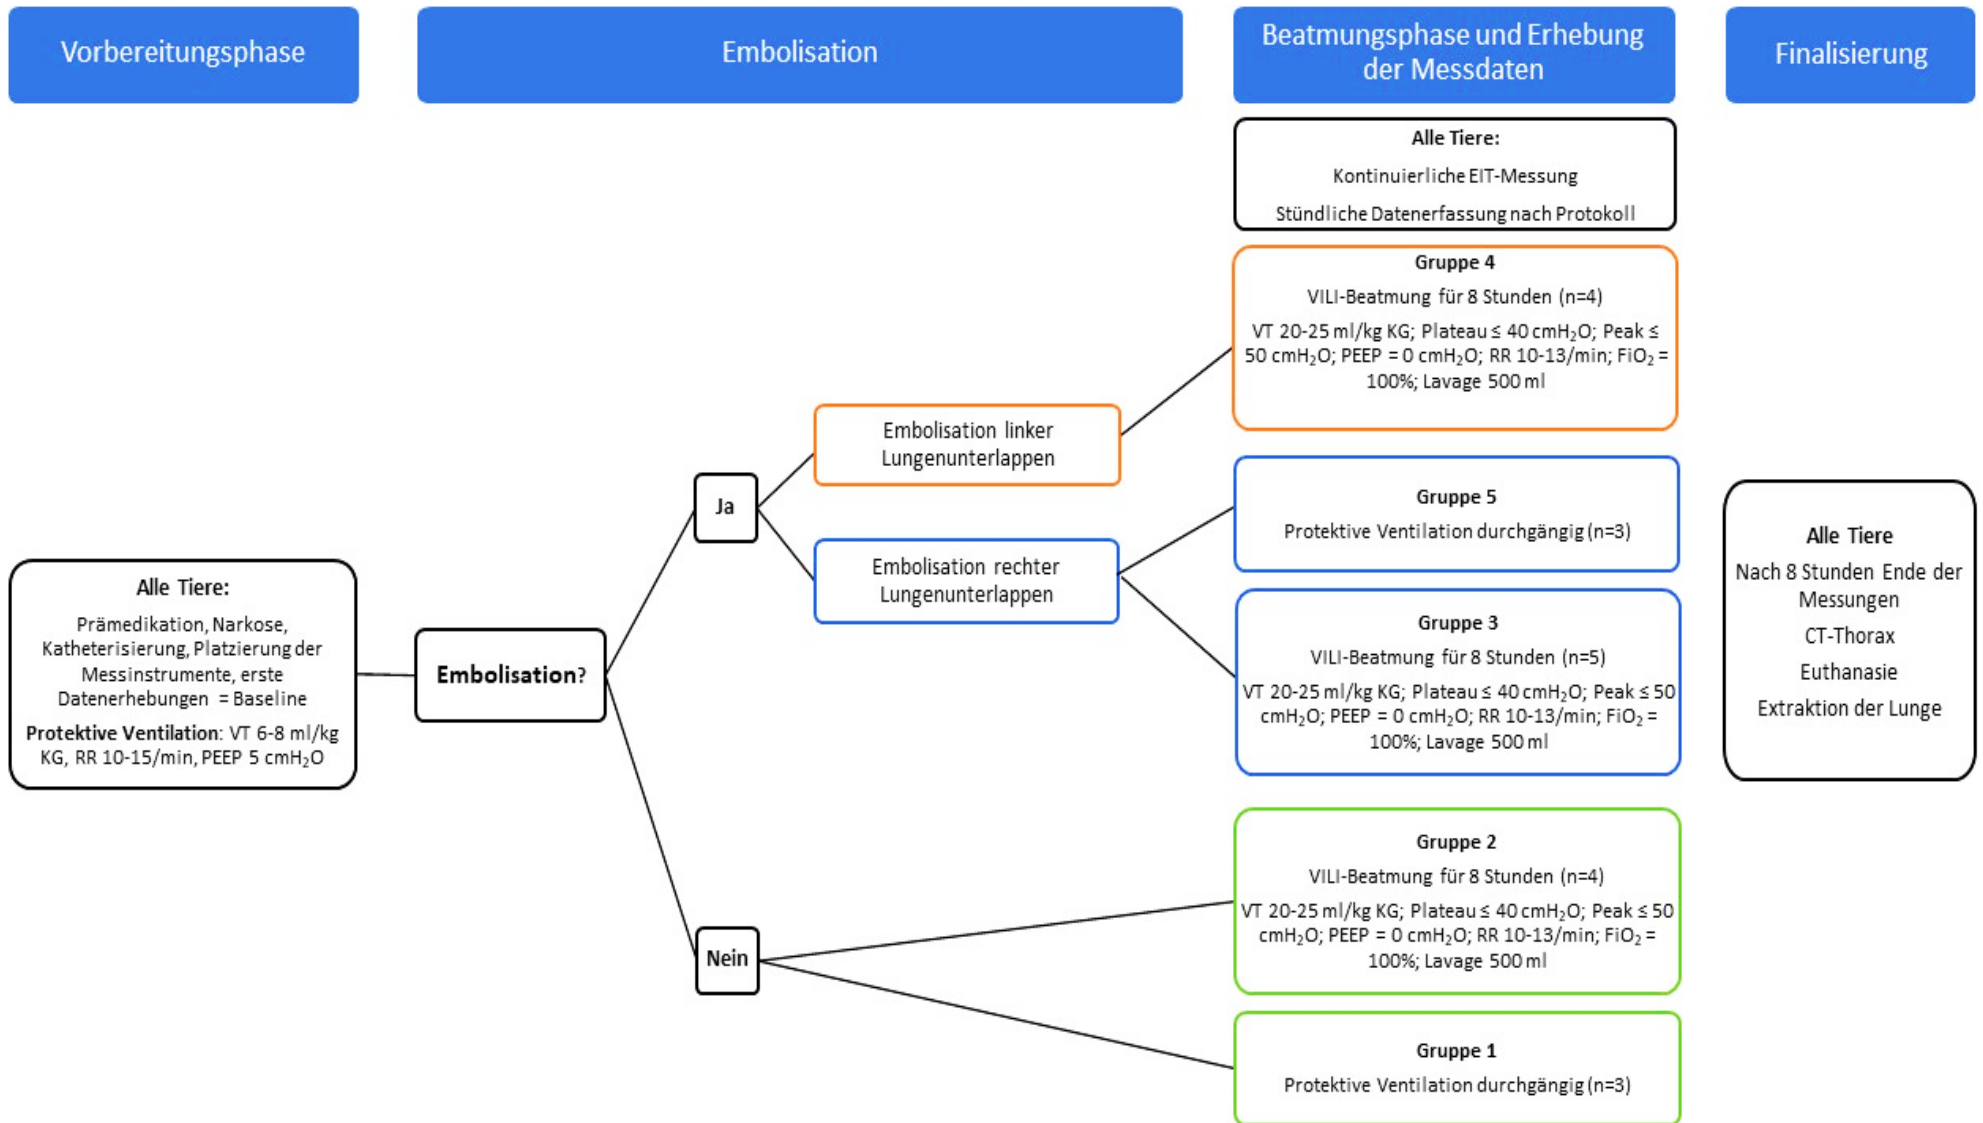 Vorbereitungsphase
Embolisation
Beatmungsphase und Erhebung
der Messdaten
Finalisierung
Alle Tiere:
Kontinuierliche EIT-Messung
Stündliche Datenerfassung nach Protokoll
Gruppe 4
VILI-Beatmung für 8 Stunden (n=4)
VT 20-25 ml/kg KG; Plateau ≤ 40 cmH₂O; Peak ≤
50 cmH₂O; PEEP = 0 cmH₂O; RR 10-13/min; FiO₂ =
100%; Lavage 500 ml
Embolisation linker
Lungenunterlappen
Ja
Gruppe 5
Protektive Ventilation durchgängig (n=3)
Embolisation rechter
Lungenunterlappen
Gruppe 3
VILI-Beatmung für 8 Stunden (n=5)
VT 20-25 ml/kg KG; Plateau ≤ 40 cmH₂O; Peak ≤ 50
cmH₂O; PEEP = 0 cmH₂O; RR 10-13/min; FiO₂ =
100%; Lavage 500 ml
Alle Tiere:
Prämedikation, Narkose,
Katheterisierung, Platzierung der
Messinstrumente, erste
Datenerhebungen = Baseline
Protektive Ventilation: VT 6-8 ml/kg
KG, RR 10-15/min, PEEP 5 cmH₂O
Embolisation?
Alle Tiere
Nach 8 Stunden Ende der
Messungen
CT-Thorax
Euthanasie
Extraktion der Lunge
Gruppe 2
VILI-Beatmung für 8 Stunden (n=4)
VT 20-25 ml/kg KG; Plateau ≤ 40 cmH₂O; Peak ≤ 50
cmH₂O; PEEP = 0 cmH₂O; RR 10-13/min; FiO₂ =
100%; Lavage 500 ml
Nein
Gruppe 1
Protektive Ventilation durchgängig (n=3)